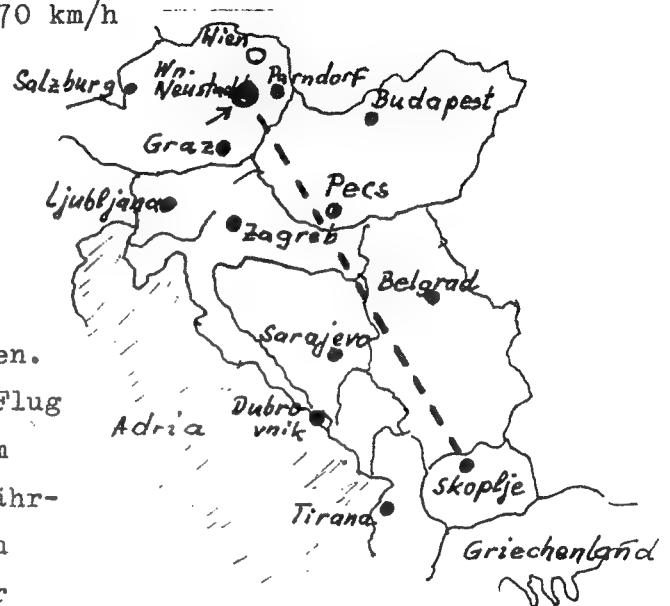 70 km/h
Wien
Salzburg
Wn.
Neustadt
Parndorf
Budapest
Graz
Pecs
Ljubljana
Zagreb
Belgrad
Sarajevo
en.
Flug
Dubro
vnik
Adria
ähr-
Skoplje
Tirana
Griechenland